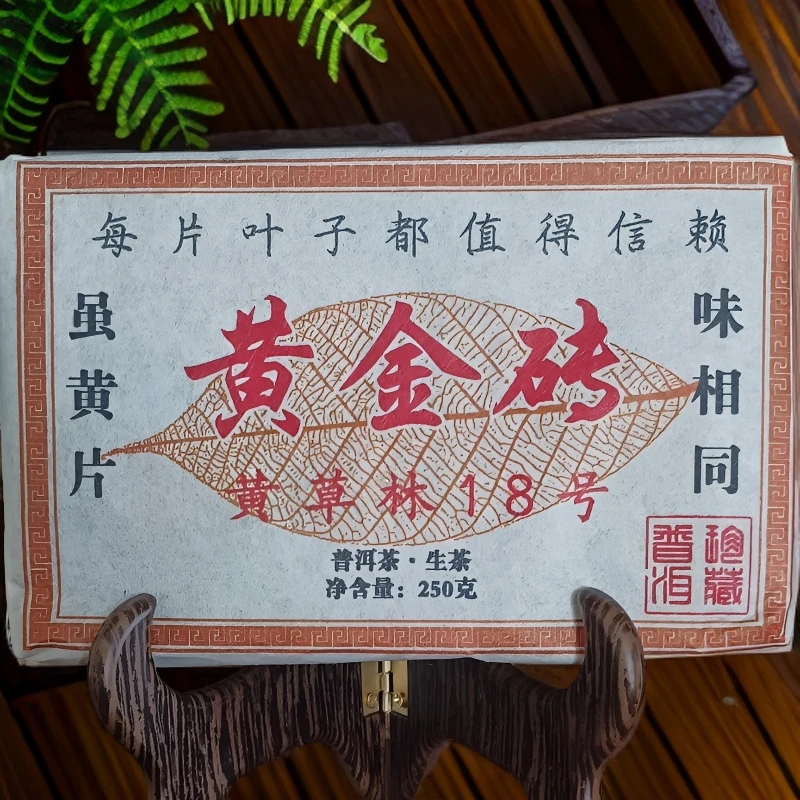 每片叶子都值得信赖
虽黄片
味相同
黄金砖
黄草林18号
普洱茶·生茶
净含量：250克
珍藏
普洱